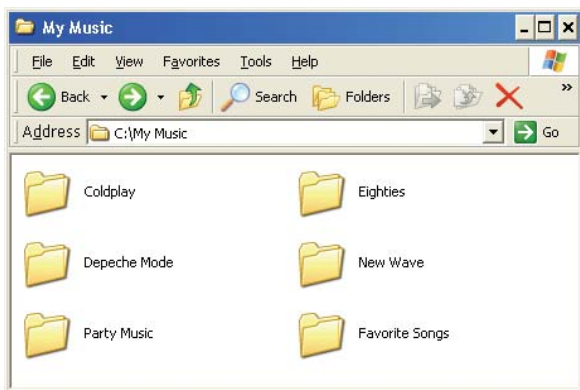 My Music
File Edit View Favorites Tools Help
Back Search Folders »
Address C:\My Music Go
Coldplay Eighties
Depeche Mode New Wave
Party Music Favorite Songs